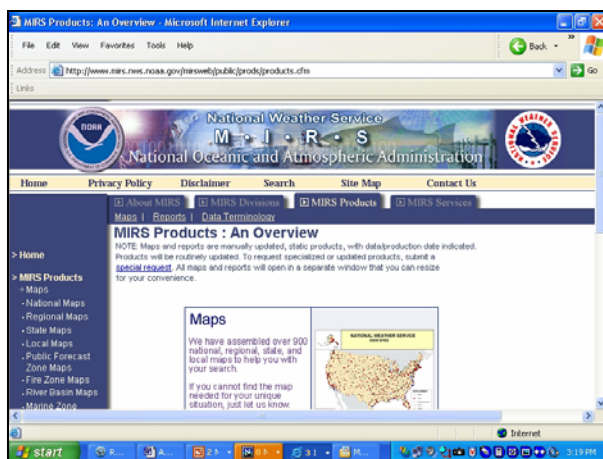 MIRS Products: An Overview - Microsoft Internet Explorer
File Edit View Favorites Tools Help
Back
Address http://www.mirs.nws.noaa.gov/mirsweb/public/prods/products.cfm
Go
Links
NOAA
National Weather Service
M • I • R • S
National Oceanic and Atmospheric Administration
Home Privacy Policy Disclaimer Search Site Map Contact Us
About MIRS MIRS Divisions MIRS Products MIRS Services
Maps | Reports | Data Terminology
MIRS Products : An Overview
NOTE: Maps and reports are manually updated, static products, with data/production date indicated.
Products will be routinely updated. To request specialized or updated products, submit a
special request. All maps and reports will open in a separate window that you can resize
for your convenience.
> Home
> MIRS Products
+ Maps
- National Maps
- Regional Maps
- State Maps
- Local Maps
- Public Forecast
Zone Maps
- Fire Zone Maps
- River Basin Maps
- Marine Zone
Maps
We have assembled over 900
national, regional, state, and
local maps to help you with
your search.
If you cannot find the map
needed for your unique
situation, just let us know.
NATIONAL WEATHER SERVICE
Internet
start
3:19 PM